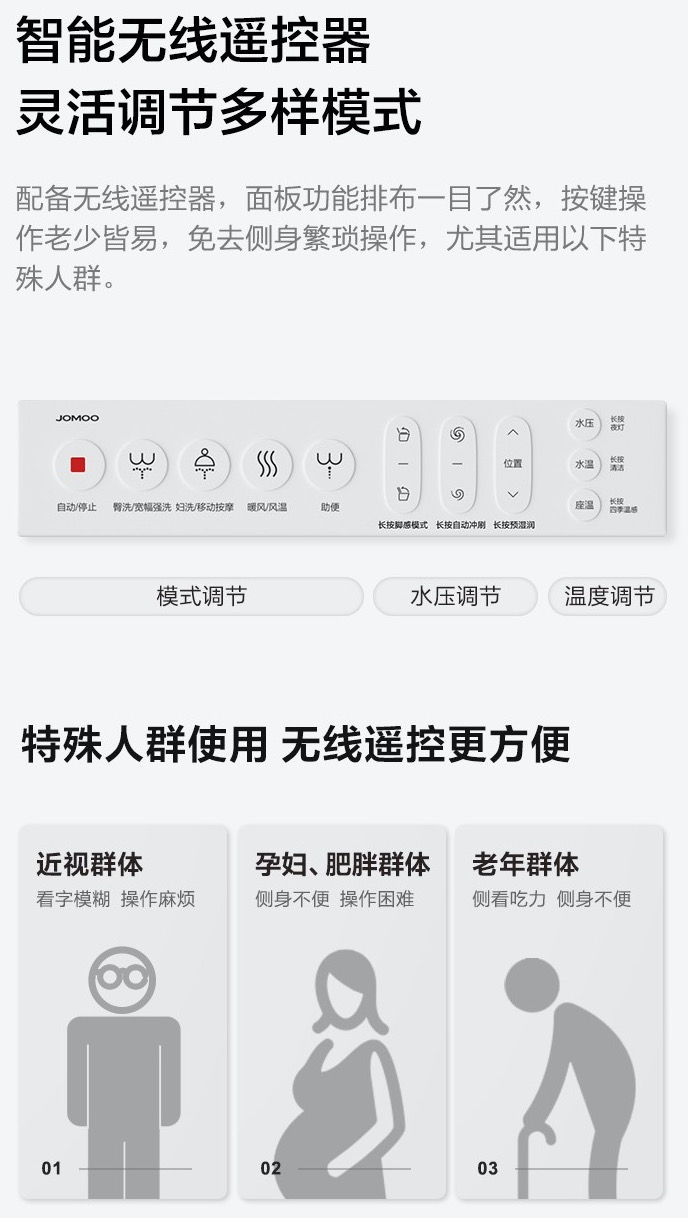 智能无线遥控器
灵活调节多样模式
配备无线遥控器，面板功能排布一目了然，按键操
作老少皆易，免去侧身繁琐操作，尤其适用以下特
殊人群。
JOMOO
自动/停止
臀洗/宽幅强洗
妇洗/移动按摩
暖风/风温
助便
长按脚感模式
长按自动冲刷
位置
长按预湿润
水压
长按
夜灯
水温
长按
清洁
座温
长按
四季温感
模式调节
水压调节
温度调节
特殊人群使用 无线遥控更方便
近视群体
看字模糊 操作麻烦
01
孕妇、肥胖群体
侧身不便 操作困难
02
老年群体
侧看吃力 侧身不便
03